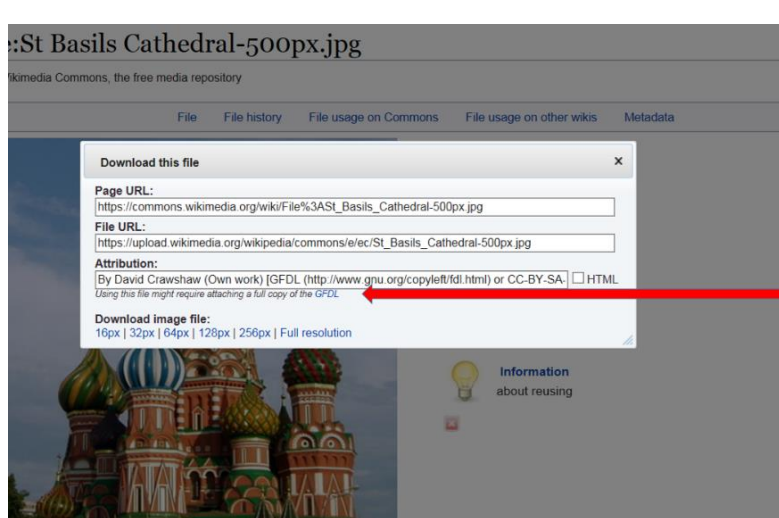 :St Basils Cathedral-500px.jpg
Wikimedia Commons, the free media repository
File File history File usage on Commons File usage on other wikis Metadata
Download this file x
Page URL:
https://commons.wikimedia.org/wiki/File%3ASt_Basils_Cathedral-500px.jpg
File URL:
https://upload.wikimedia.org/wikipedia/commons/e/ec/St_Basils_Cathedral-500px.jpg
Attribution:
By David Crawshaw (Own work) [GFDL (http://www.gnu.org/copyleft/fdl.html) or CC-BY-SA- HTML
Using this file might require attaching a full copy of the GFDL
Download image file:
16px | 32px | 64px | 128px | 256px | Full resolution
Information
about reusing